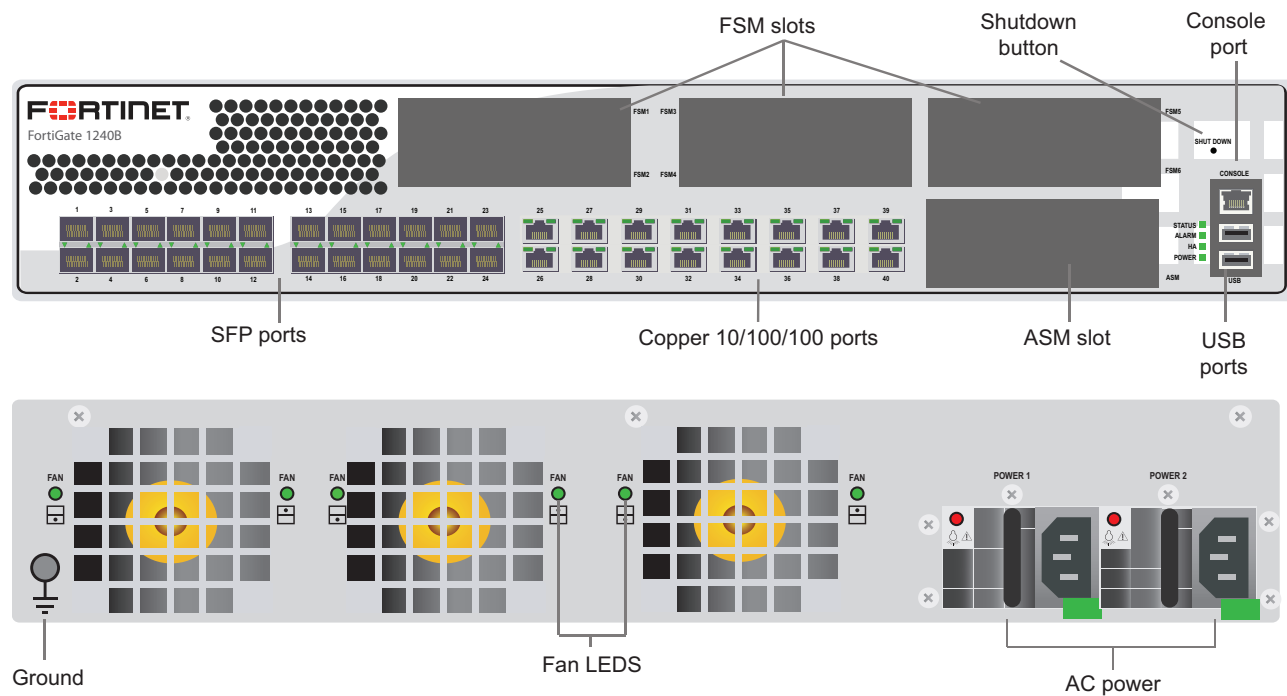 FSM slots
Shutdown
button
Console
port
FORTINET
FortiGate 1240B
FSM1 FSM3 FSM5
SHUT DOWN
FSM2 FSM4 FSM6
CONSOLE
1 3 5 7 9 11 13 15 17 19 21 23 25 27 29 31 33 35 37 39
STATUS
ALARM
HA
POWER
2 4 6 8 10 12 14 16 18 20 22 24 26 28 30 32 34 36 38 40
ASM
USB
SFP ports
Copper 10/100/100 ports
ASM slot
USB
ports
FAN FAN FAN FAN FAN FAN
POWER 1 POWER 2
Ground
Fan LEDS
AC power